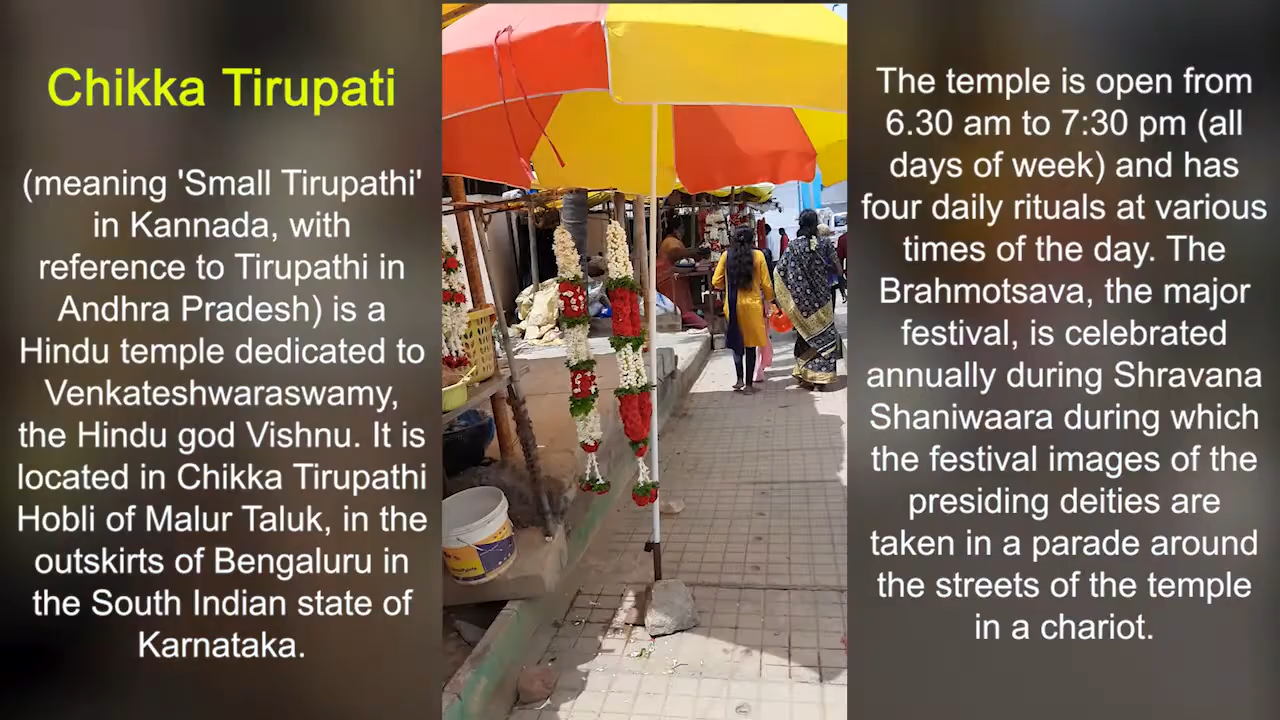 Chikka Tirupati
(meaning 'Small Tirupathi'
in Kannada, with
reference to Tirupathi in
Andhra Pradesh) is a
Hindu temple dedicated to
Venkateshwaraswamy,
the Hindu god Vishnu. It is
located in Chikka Tirupathi
Hobli of Malur Taluk, in the
outskirts of Bengaluru in
the South Indian state of
Karnataka.
The temple is open from
6.30 am to 7:30 pm (all
days of week) and has
four daily rituals at various
times of the day. The
Brahmotsava, the major
festival, is celebrated
annually during Shravana
Shaniwaara during which
the festival images of the
presiding deities are
taken in a parade around
the streets of the temple
in a chariot.